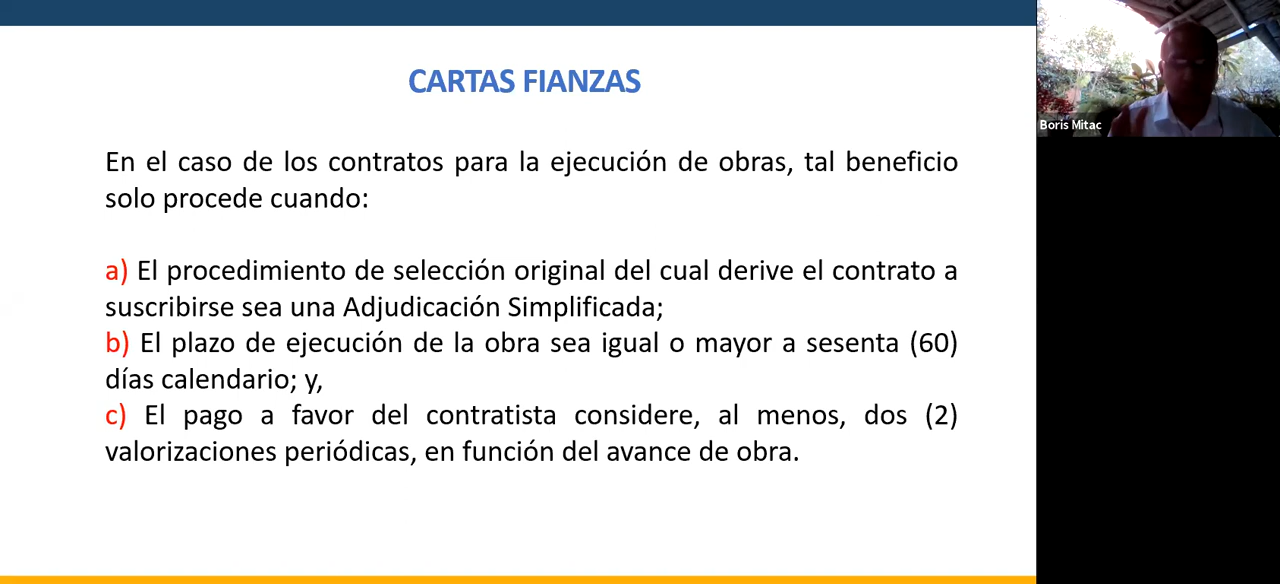 CARTAS FIANZAS
En el caso de los contratos para la ejecución de obras, tal beneficio
solo procede cuando:
a) El procedimiento de selección original del cual derive el contrato a
suscribirse sea una Adjudicación Simplificada;
b) El plazo de ejecución de la obra sea igual o mayor a sesenta (60)
días calendario; y,
c) El pago a favor del contratista considere, al menos, dos (2)
valorizaciones periódicas, en función del avance de obra.
Boris Mitac